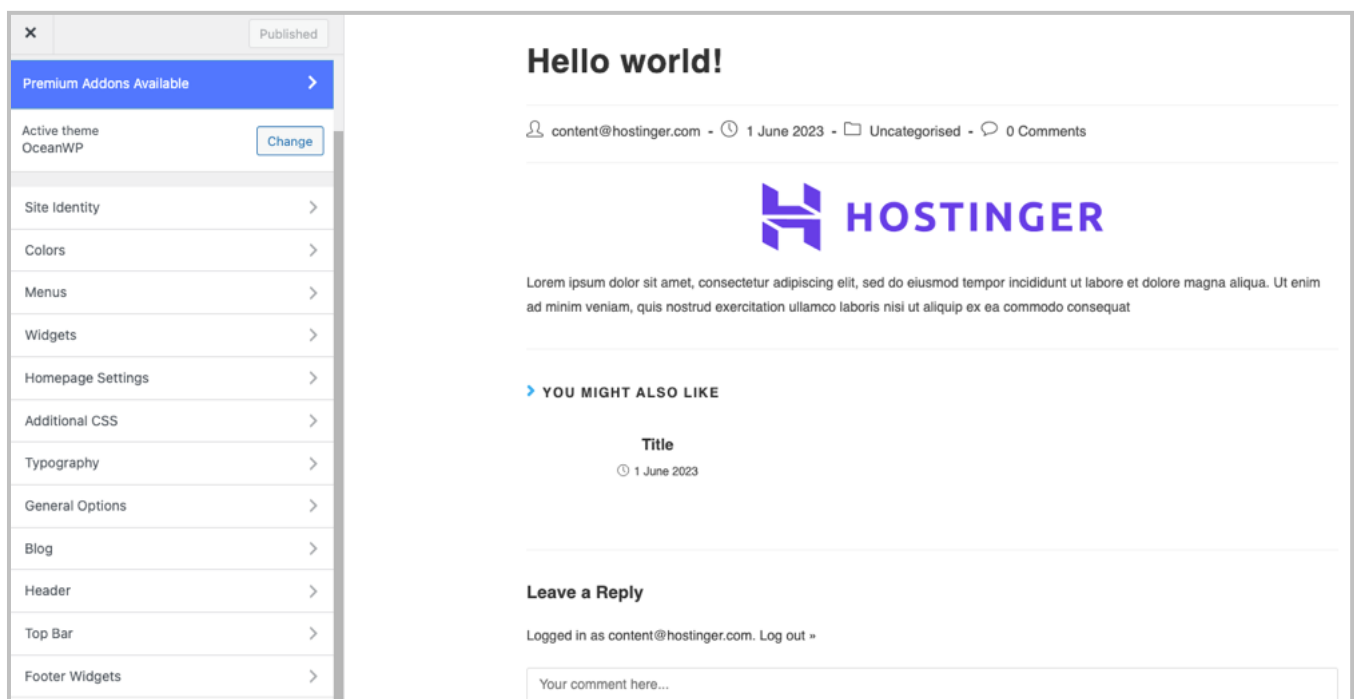 Published
Premium Addons Available
Active theme
OceanWP
Change
Site Identity
Colors
Menus
Widgets
Homepage Settings
Additional CSS
Typography
General Options
Blog
Header
Top Bar
Footer Widgets
Hello world!
content@hostinger.com - 1 June 2023 - Uncategorised - 0 Comments
HOSTINGER
Lorem ipsum dolor sit amet, consectetur adipiscing elit, sed do eiusmod tempor incididunt ut labore et dolore magna aliqua. Ut enim
ad minim veniam, quis nostrud exercitation ullamco laboris nisi ut aliquip ex ea commodo consequat
YOU MIGHT ALSO LIKE
Title
1 June 2023
Leave a Reply
Logged in as content@hostinger.com. Log out »
Your comment here...